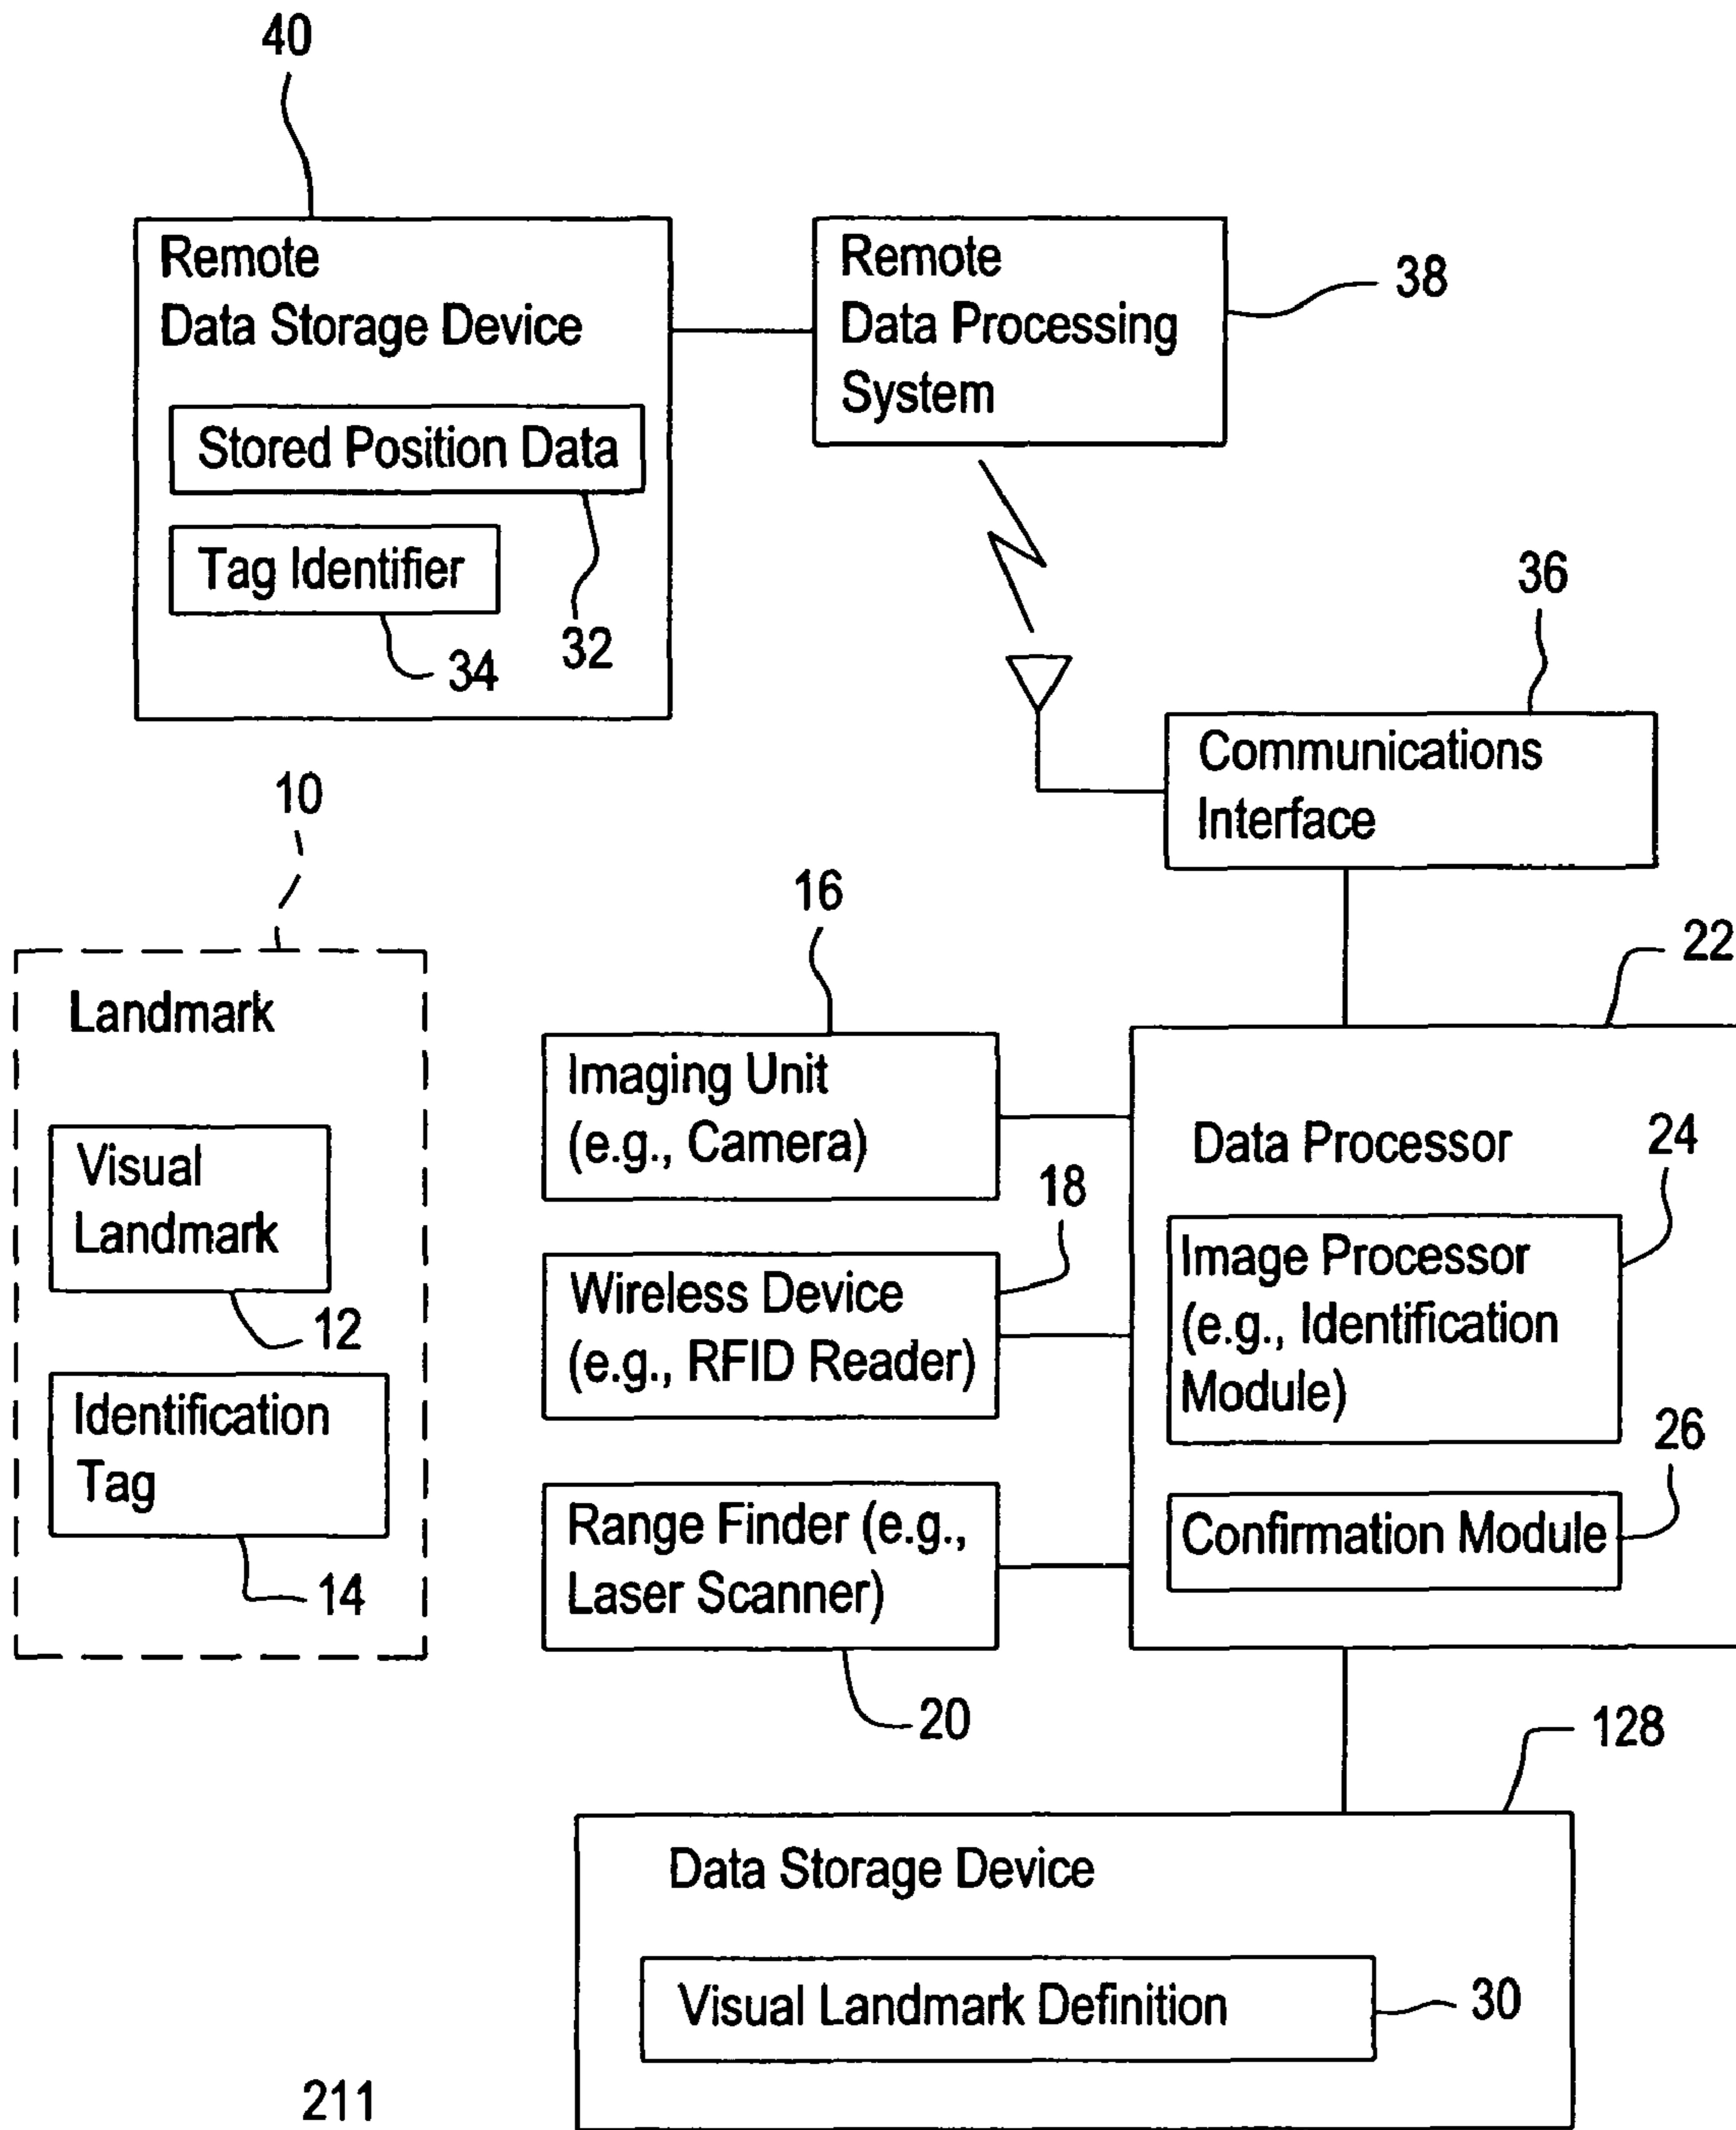 40
Remote
Data Storage Device
Stored Position Data
Tag Identifier
32
34
Remote
Data Processing
System
38
36
Communications
Interface
10
Landmark
Visual
Landmark
12
Identification
Tag
14
16
Imaging Unit
(e.g., Camera)
18
Wireless Device
(e.g., RFID Reader)
Range Finder (e.g.,
Laser Scanner)
20
22
Data Processor
24
Image Processor
(e.g., Identification
Module)
26
Confirmation Module
128
Data Storage Device
Visual Landmark Definition
30
211